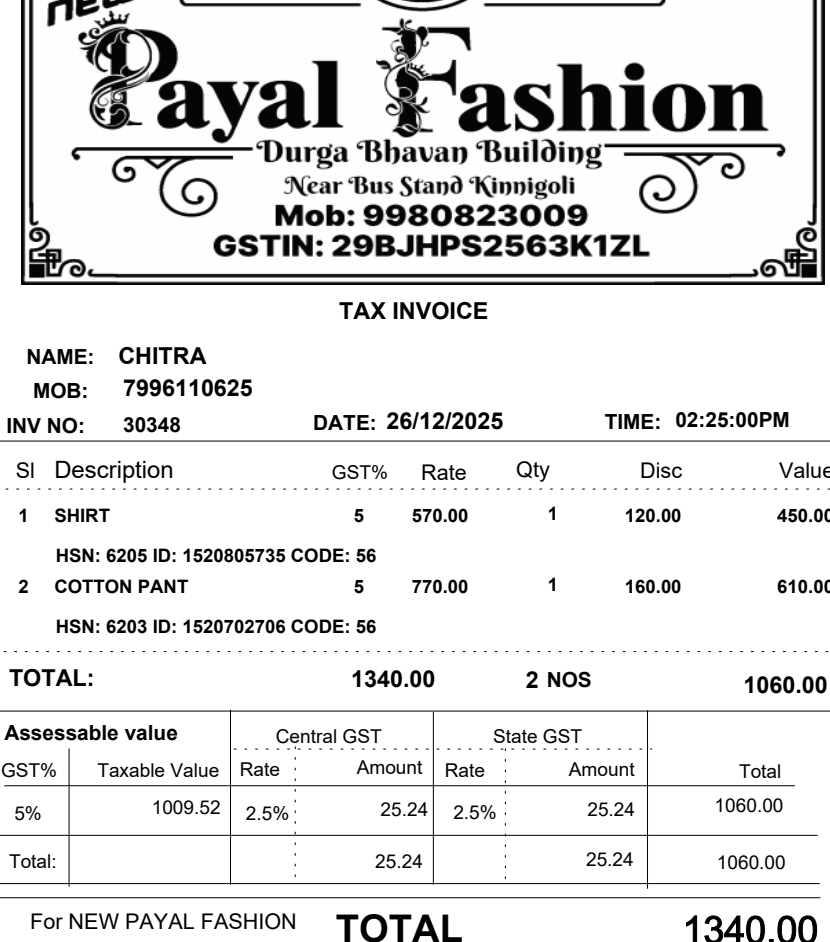 new
Payal Fashion
Durga Bhavan Building
Near Bus Stand Kinnigoli
Mob: 9980823009
GSTIN: 29BJHPS2563K1ZL
TAX INVOICE
NAME: CHITRA
MOB: 7996110625
INV NO: 30348 DATE: 26/12/2025 TIME: 02:25:00PM
Sl Description GST% Rate Qty Disc Value
1 SHIRT 5 570.00 1 120.00 450.00
HSN: 6205 ID: 1520805735 CODE: 56
2 COTTON PANT 5 770.00 1 160.00 610.00
HSN: 6203 ID: 1520702706 CODE: 56
TOTAL: 1340.00 2 NOS 1060.00
Assessable value Central GST State GST
GST% Taxable Value Rate Amount Rate Amount Total
5% 1009.52 2.5% 25.24 2.5% 25.24 1060.00
Total: 25.24 25.24 1060.00
For NEW PAYAL FASHION TOTAL 1340.00